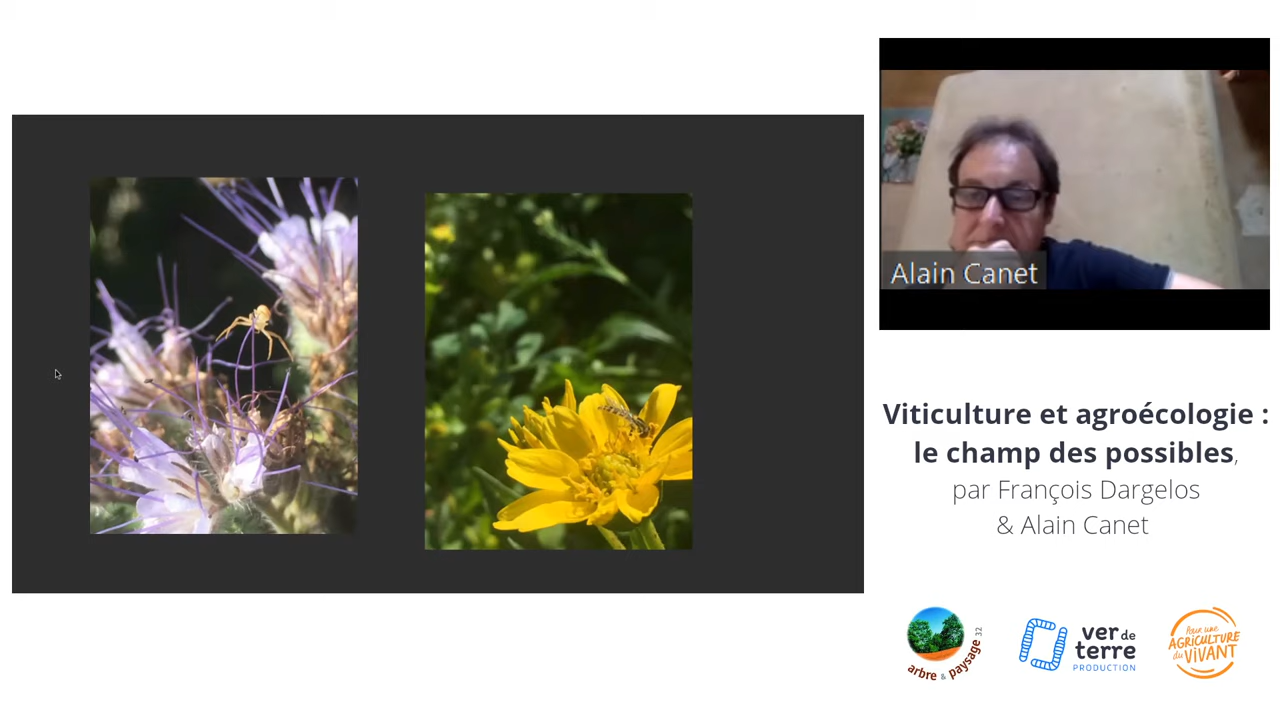 Alain Canet
Viticulture et agroécologie :
le champ des possibles,
par François Dargelos
& Alain Canet
arbre & paysage 32
ver de
terre
PRODUCTION
Pour une
AGRICULTURE
du ViVANT